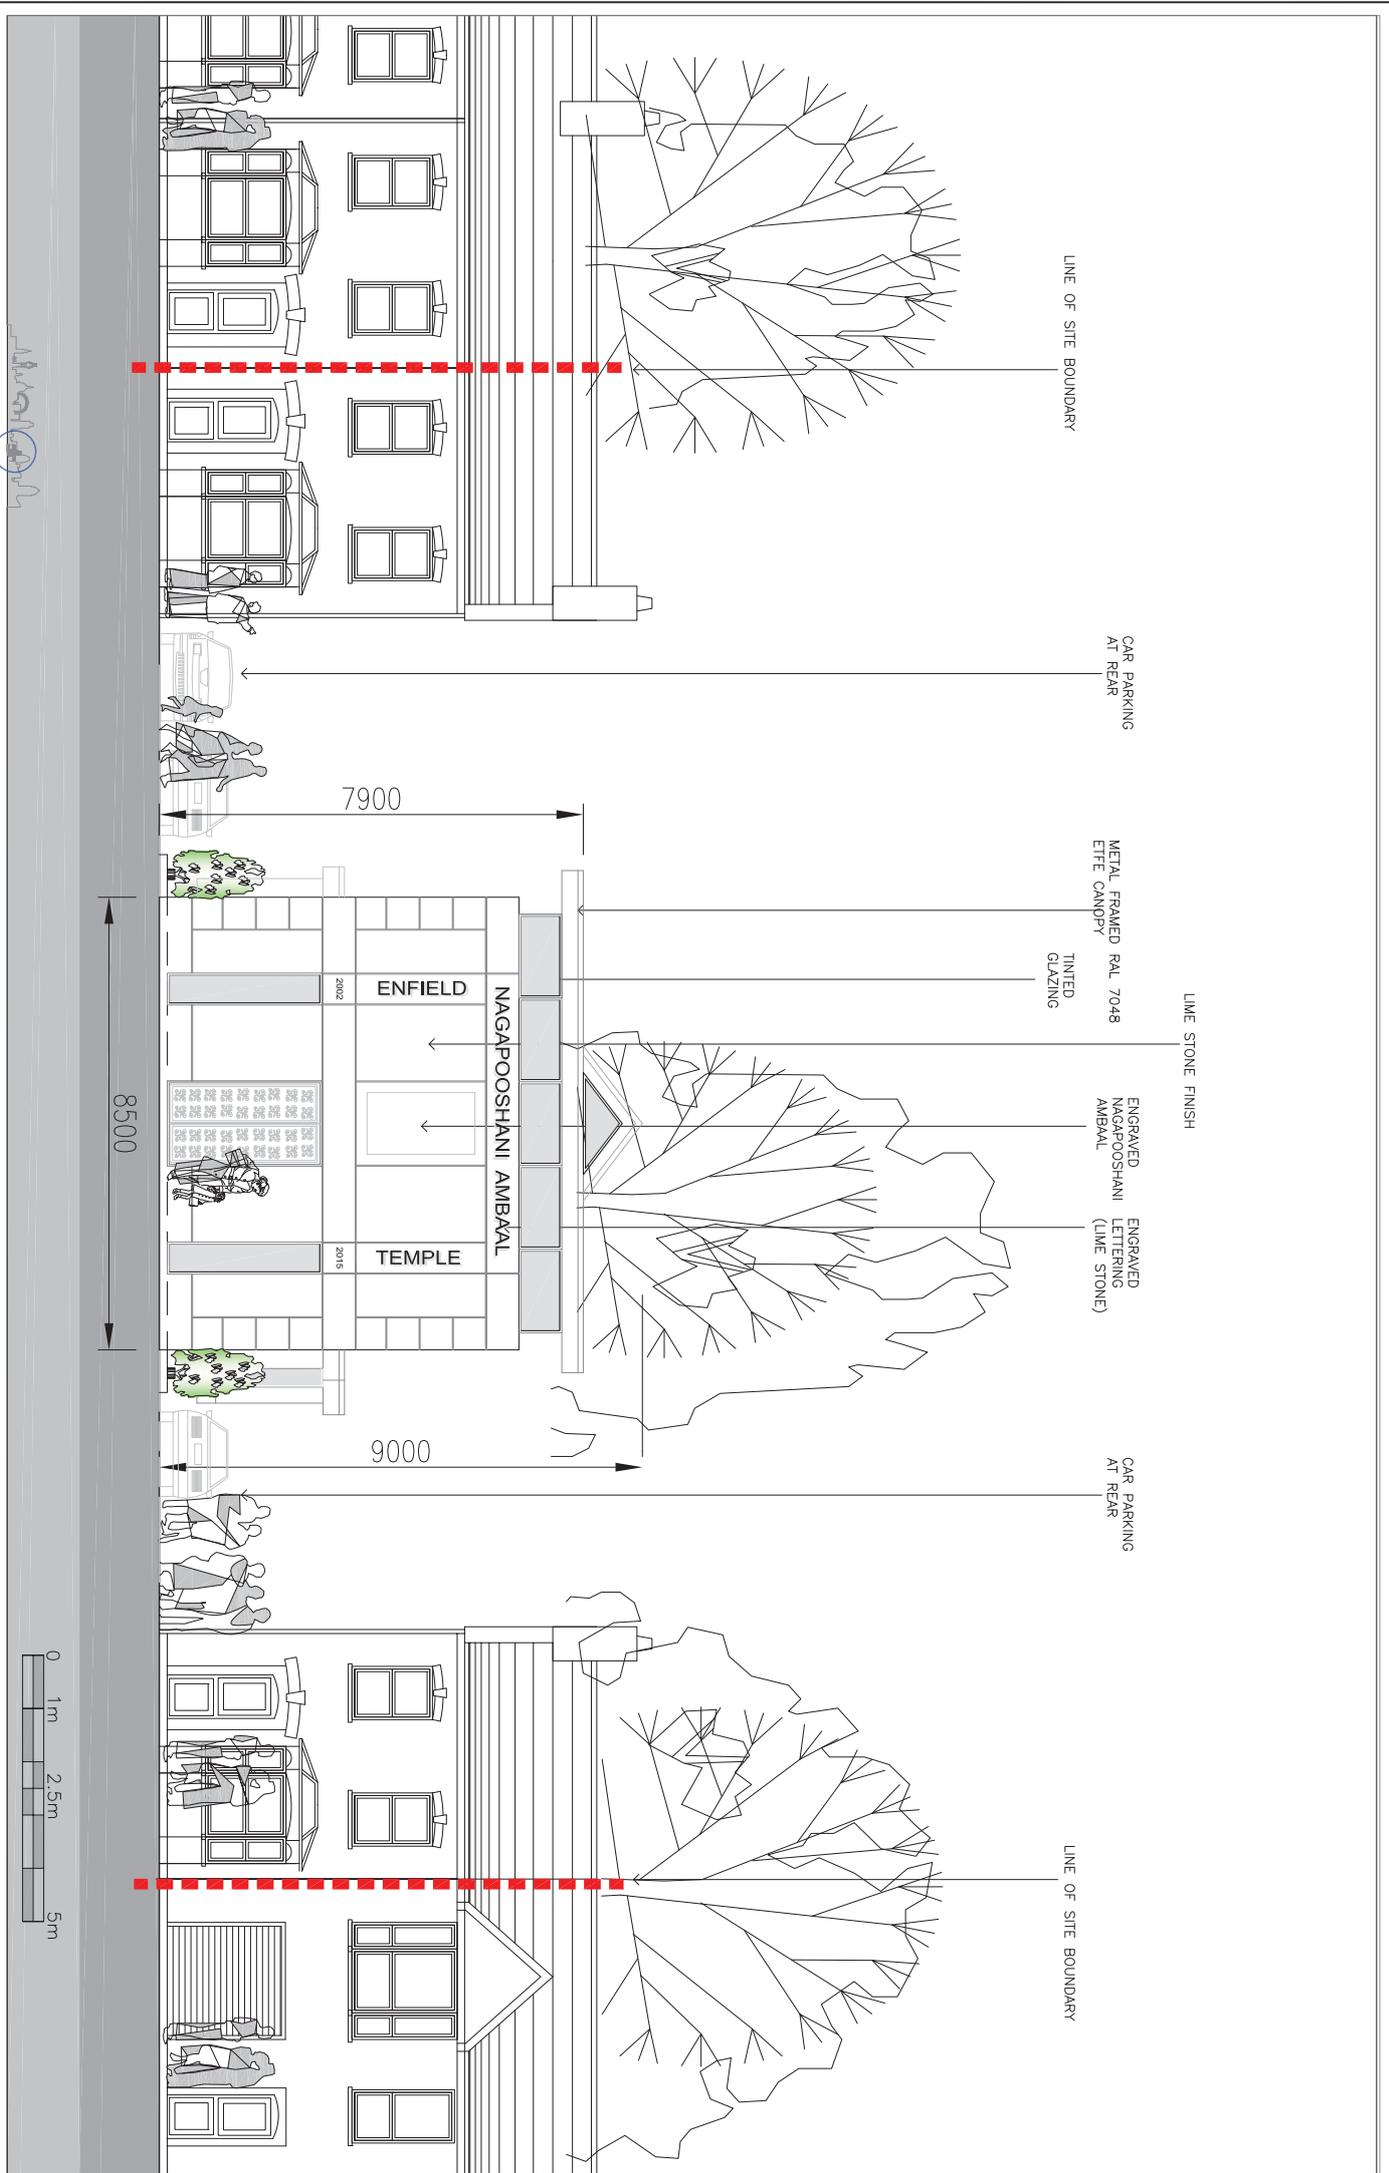 LINE OF SITE BOUNDARY
CAR PARKING
AT REAR
METAL FRAMED RAL 7048
ETFE CANOPY
TINTED
GLAZING
LIME STONE FINISH
ENGRAVED
NAGAPOOSHANI
AMBAAL
ENGRAVED
LETTERING
(LIME STONE)
CAR PARKING
AT REAR
LINE OF SITE BOUNDARY
7900
9000
NAGAPOOSHANI AMBAAL
ENFIELD
TEMPLE
2002
2015
8500
0
1m
2.5m
5m